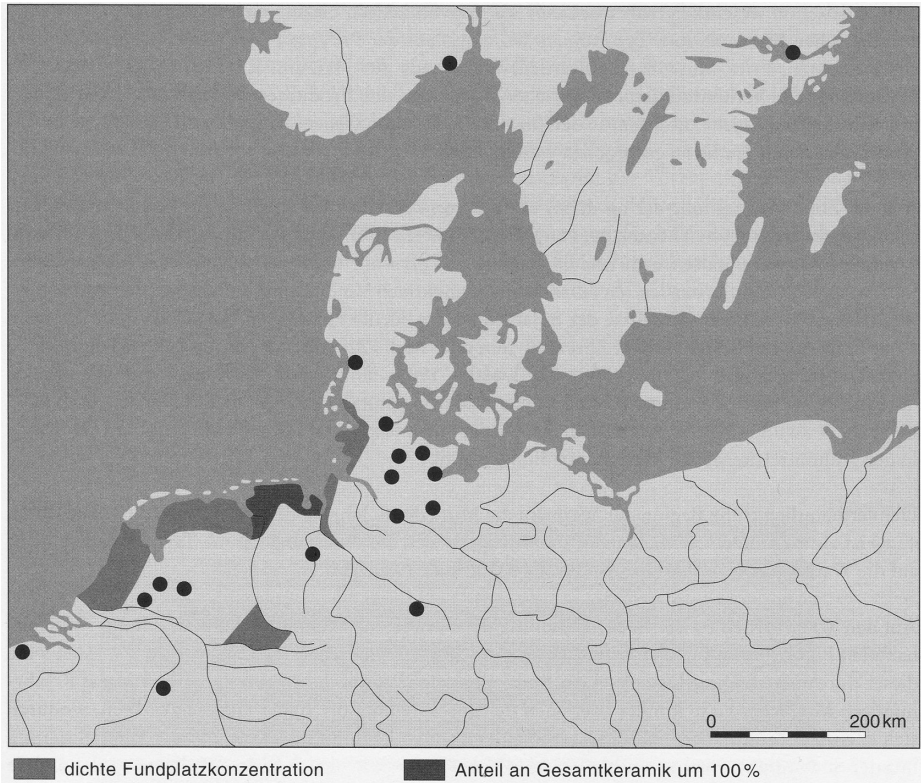 0 200 km
dichte Fundplatzkonzentration
Anteil an Gesamtkeramik um 100 %